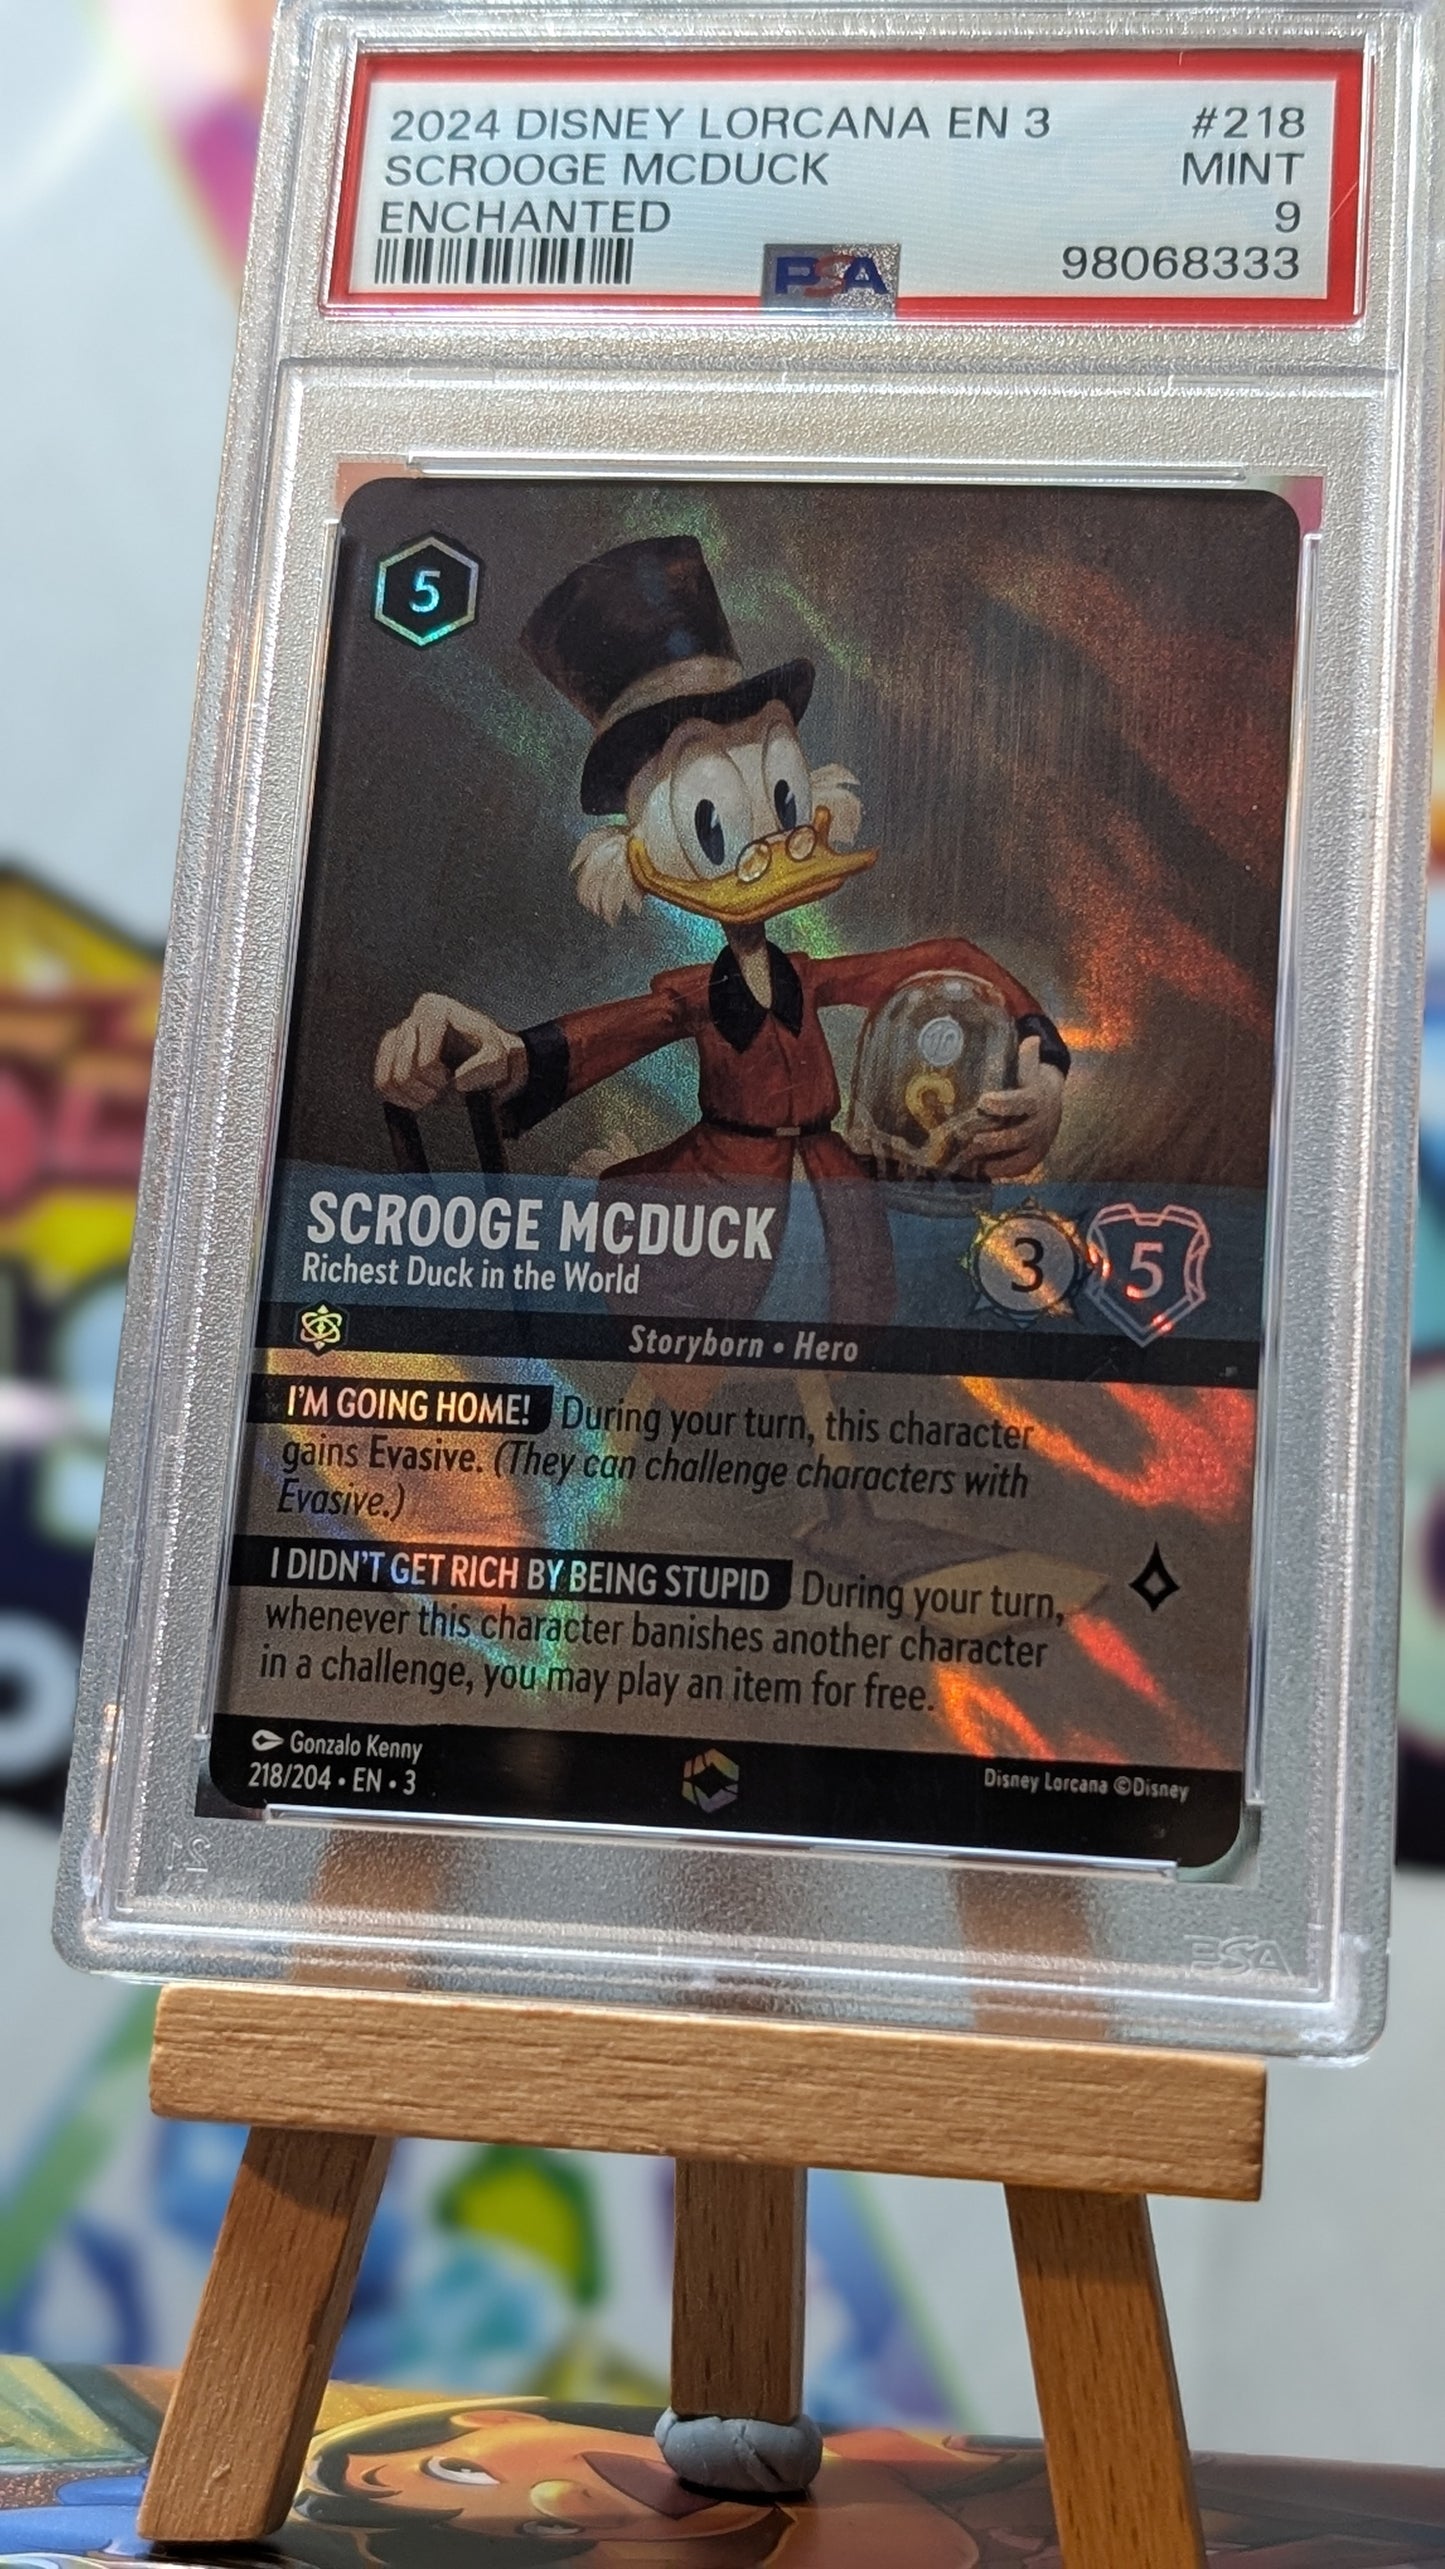 2024 DISNEY LORCANA EN 3 #218
SCROOGE MCDUCK MINT
ENCHANTED 9
PSA 98068333
5
SCROOGE MCDUCK
Richest Duck in the World
3 5
Storyborn • Hero
I'M GOING HOME! During your turn, this character
gains Evasive. (They can challenge characters with
Evasive.)
I DIDN'T GET RICH BY BEING STUPID During your turn,
whenever this character banishes another character
in a challenge, you may play an item for free.
Gonzalo Kenny
218/204 • EN • 3
Disney Lorcana ©Disney
PSA